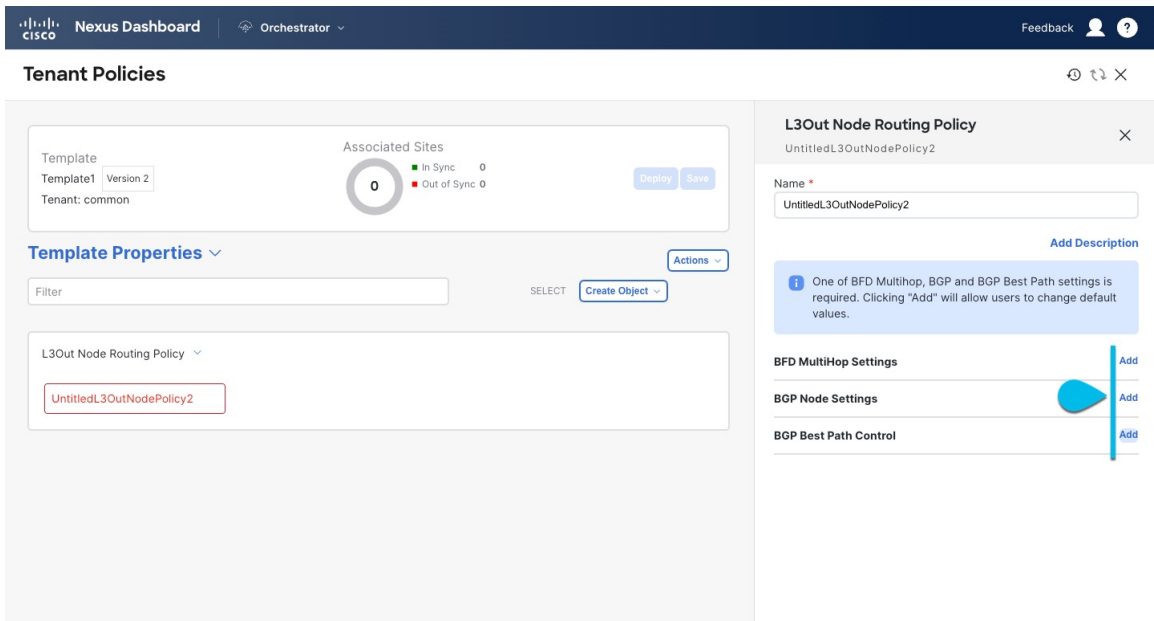 CISCO Nexus Dashboard Orchestrator Feedback ?
Tenant Policies
Template
Template1 Version 2
Tenant: common
Associated Sites
0
In Sync 0
Out of Sync 0
Deploy Save
Template Properties
Actions
Filter
SELECT Create Object
L3Out Node Routing Policy
UntitledL3OutNodePolicy2
L3Out Node Routing Policy
UntitledL3OutNodePolicy2
Name *
UntitledL3OutNodePolicy2
Add Description
i One of BFD Multihop, BGP and BGP Best Path settings is
required. Clicking "Add" will allow users to change default
values.
BFD MultiHop Settings Add
BGP Node Settings Add
BGP Best Path Control Add